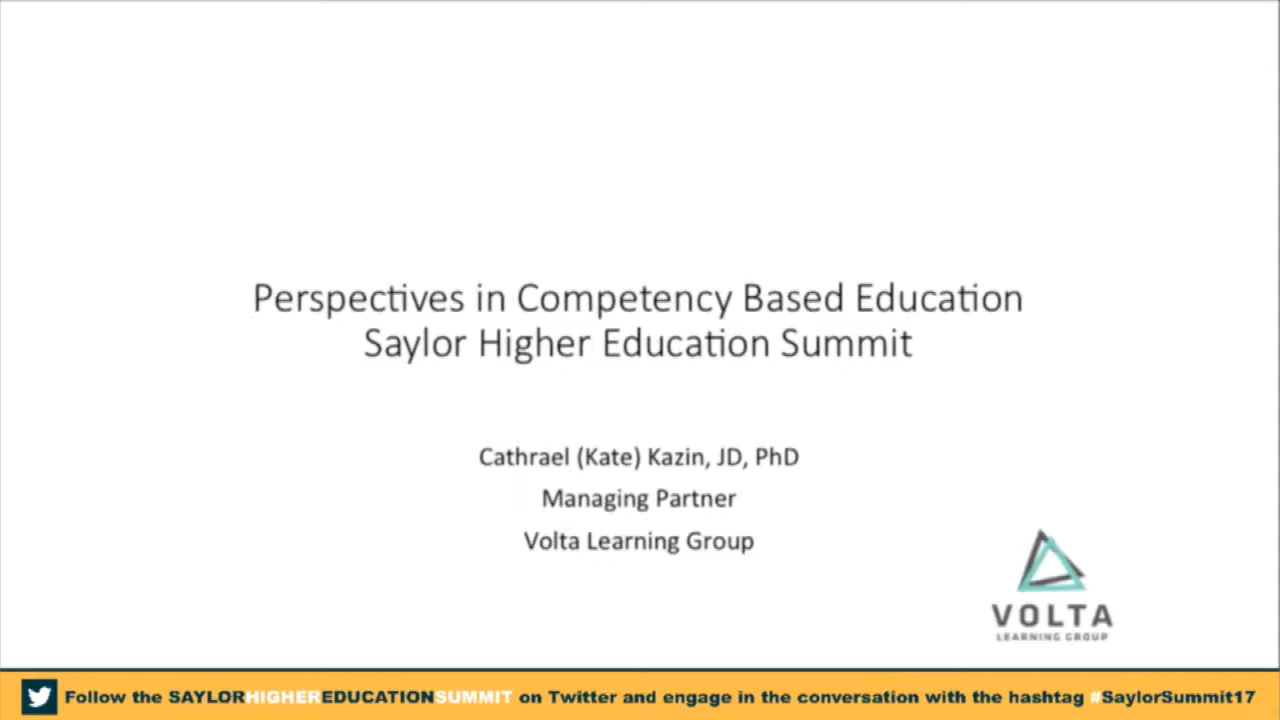 Perspectives in Competency Based Education
Saylor Higher Education Summit
Cathrael (Kate) Kazin, JD, PhD
Managing Partner
Volta Learning Group
VOLTA
LEARNING GROUP
Follow the SAYLORHIGHEREDUCATIONSUMMIT on Twitter and engage in the conversation with the hashtag #SaylorSummit17